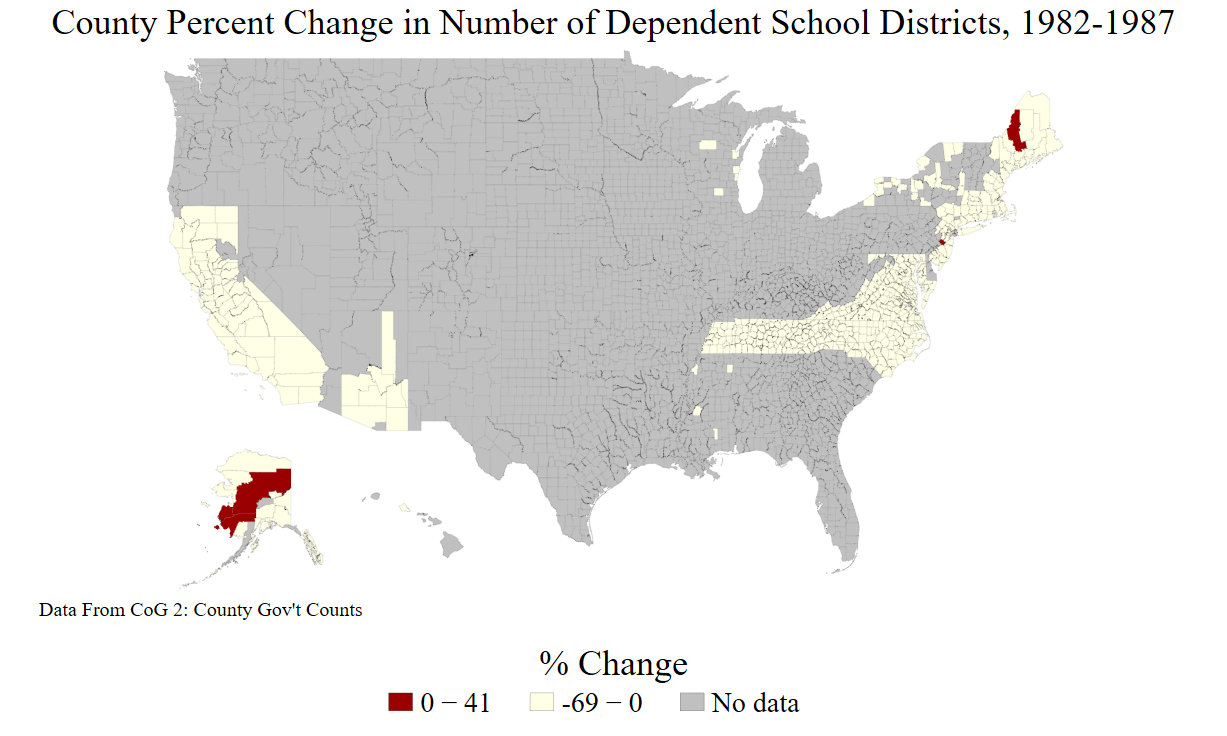 County Percent Change in Number of Dependent School Districts, 1982-1987
Data From CoG 2: County Gov't Counts
% Change
0 − 41 -69 − 0 No data